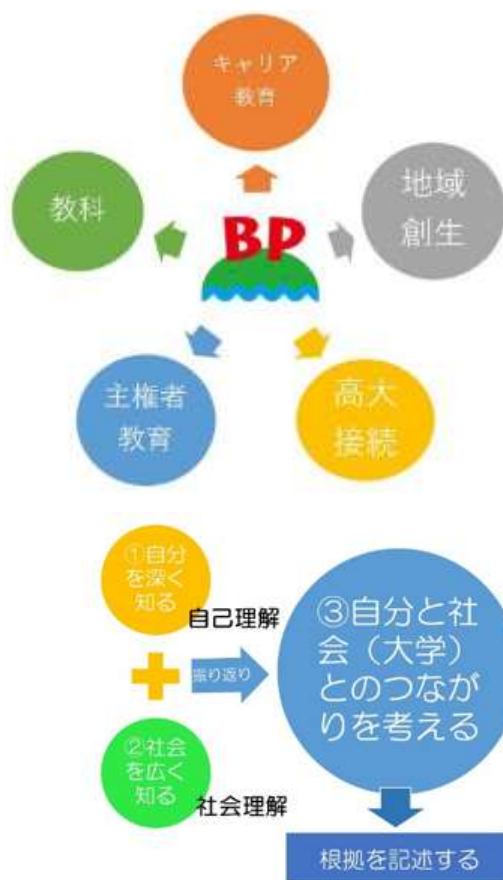 キャリア
教育
教科
地域
創生
BP
主権者
教育
高大
接続
①自分
を深く
知る
自己理解
振り返り
②社会
を広く
知る
社会理解
③自分と社
会（大学）
とのつなが
りを考える
根拠を記述する